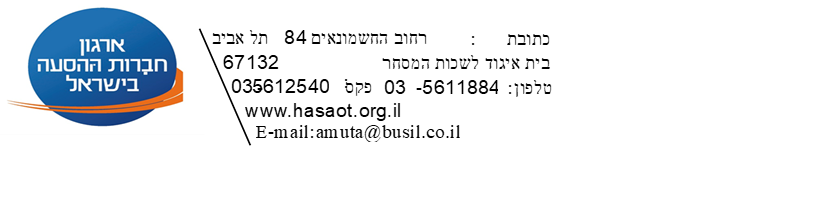 ארגון
חברות ההסעה
בישראל
כתובת : רחוב החשמונאים 84 תל אביב
בית איגוד לשכות המסחר 67132
טלפון: 5611884- 03 פקס 035612540
www.hasaot.org.il
E-mail:amuta@busil.co.il